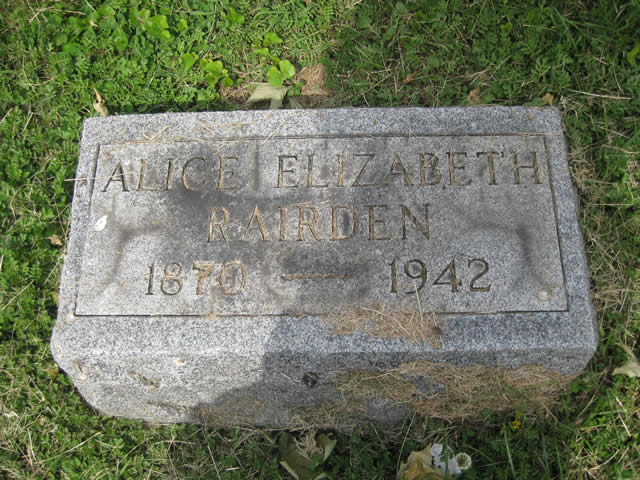 ALICE ELIZABETH
RAIRDEN
1870 — 1942